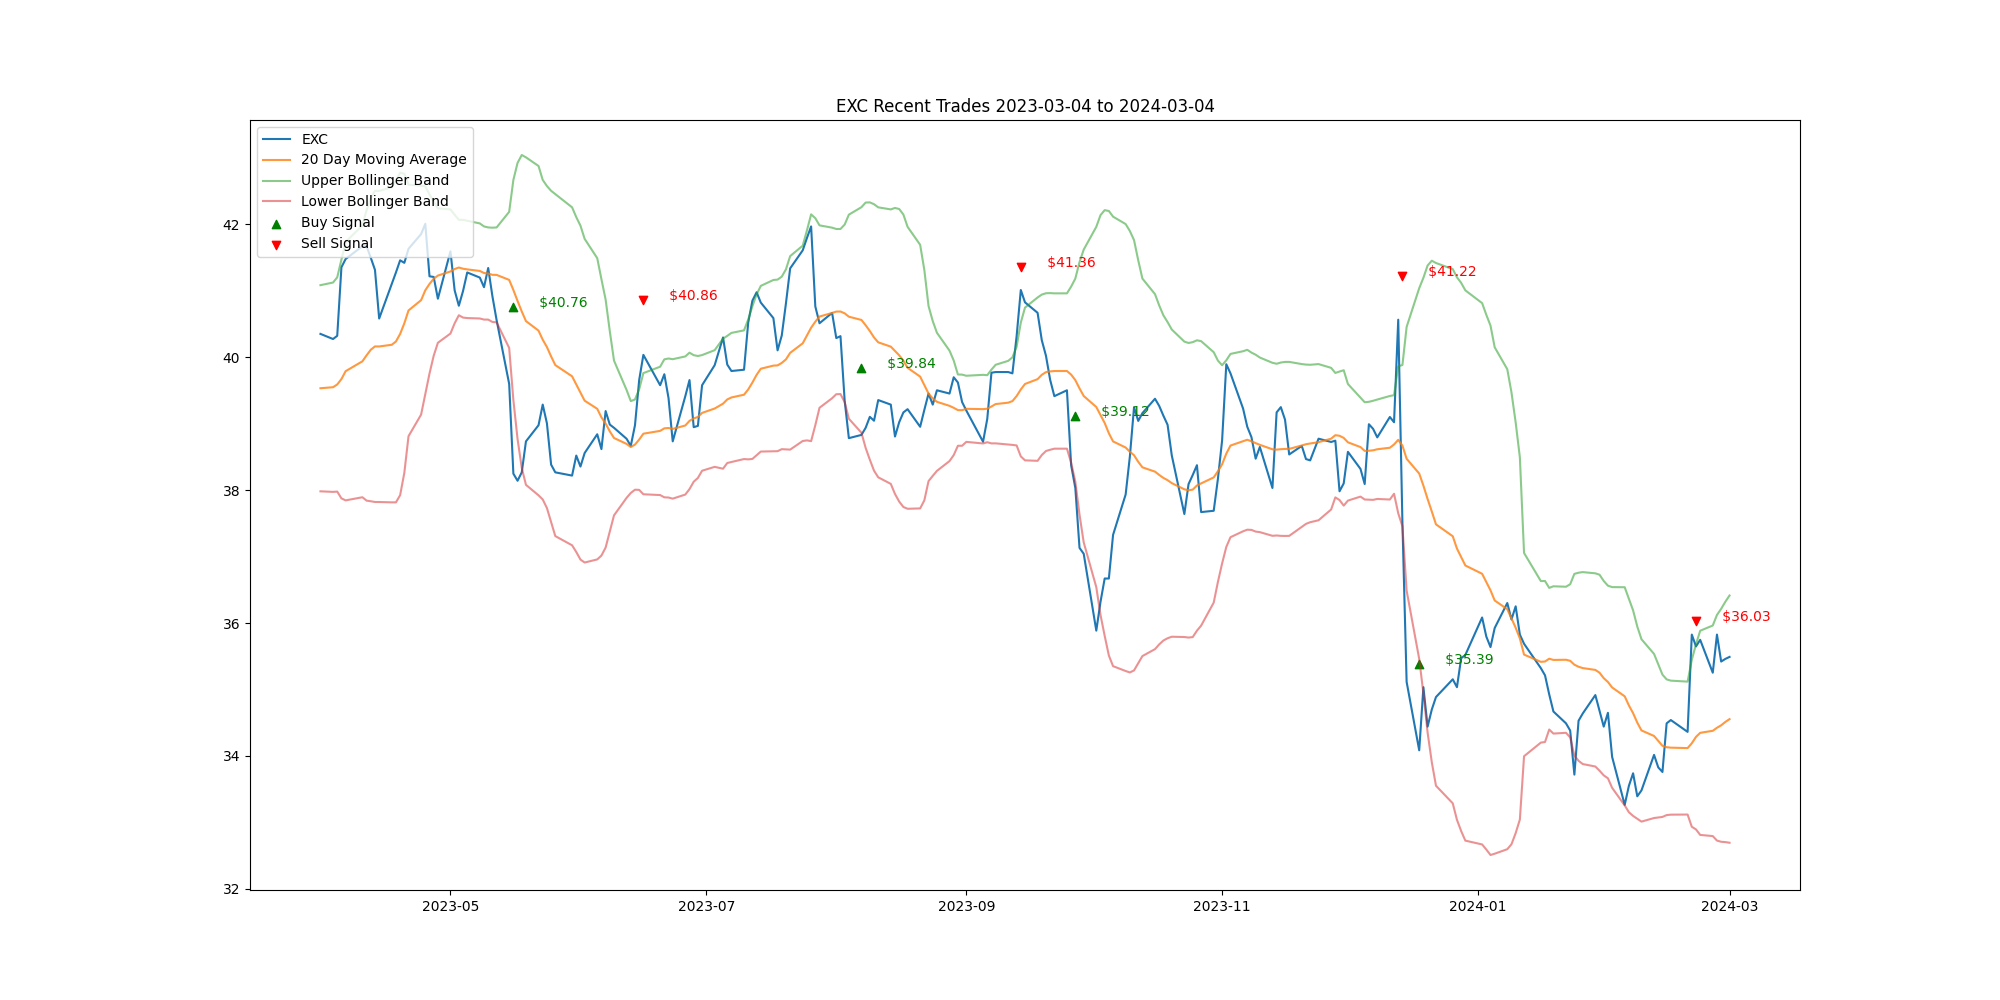 EXC Recent Trades 2023-03-04 to 2024-03-04
EXC
20 Day Moving Average
Upper Bollinger Band
Lower Bollinger Band
Buy Signal
Sell Signal
42
40
38
36
34
32
$40.76
$40.86
$39.84
$41.36
$39.12
$41.22
$35.39
$36.03
2023-05
2023-07
2023-09
2023-11
2024-01
2024-03